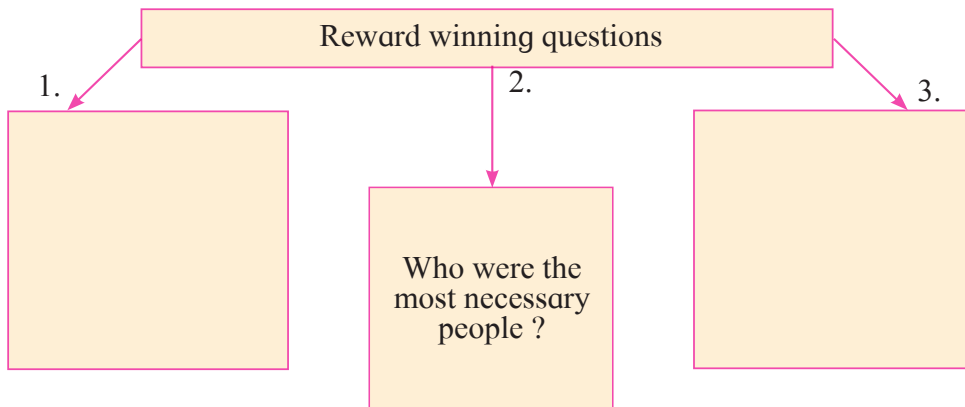 Reward winning questions
1.
2.
3.
Who were the
most necessary
people ?